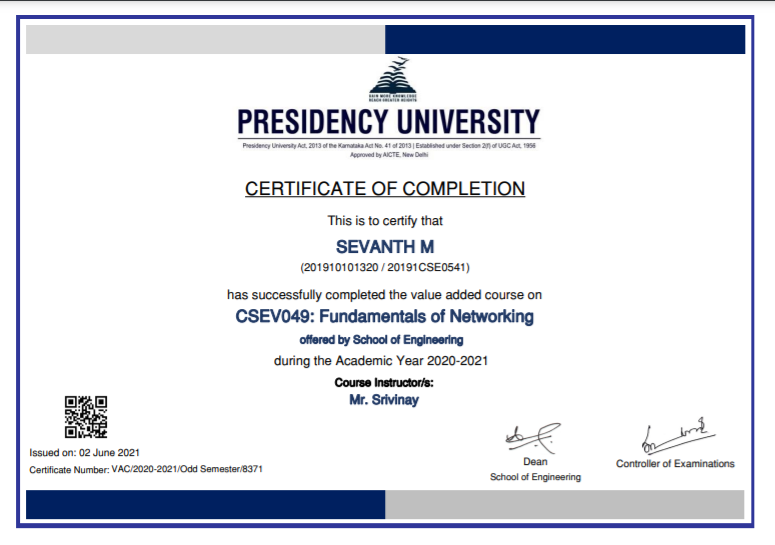 GAIN MORE KNOWLEDGE
REACH GREATER HEIGHTS
PRESIDENCY UNIVERSITY
Presidency University Act, 2013 of the Karnataka Act No. 41 of 2013 | Established under Section 2(f) of UGC Act, 1956
Approved by AICTE, New Delhi
CERTIFICATE OF COMPLETION
This is to certify that
SEVANTH M
(201910101320 / 20191CSE0541)
has successfully completed the value added course on
CSEV049: Fundamentals of Networking
offered by School of Engineering
during the Academic Year 2020-2021
Course Instructor/s:
Mr. Srivinay
Issued on: 02 June 2021
Certificate Number: VAC/2020-2021/Odd Semester/8371
Dean
School of Engineering
Controller of Examinations